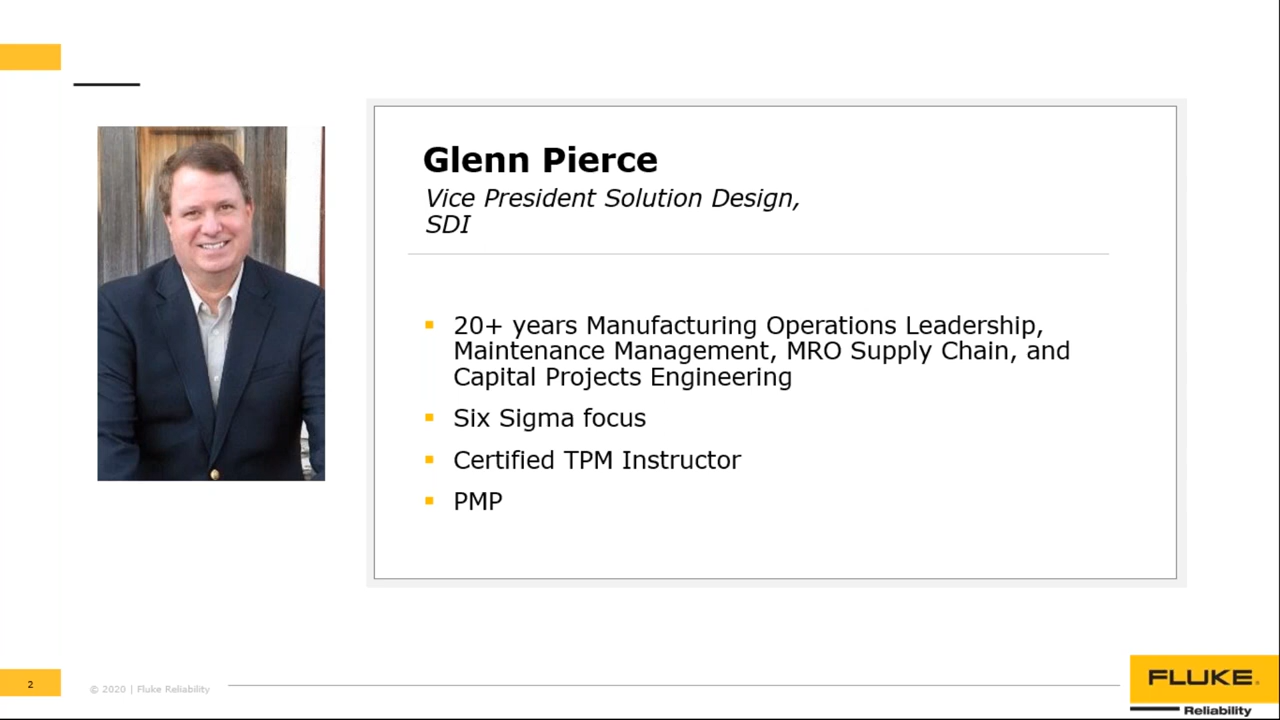 Glenn Pierce
Vice President Solution Design,
SDI
20+ years Manufacturing Operations Leadership,
Maintenance Management, MRO Supply Chain, and
Capital Projects Engineering
Six Sigma focus
Certified TPM Instructor
PMP
2
© 2020 | Fluke Reliability
FLUKE®
Reliability